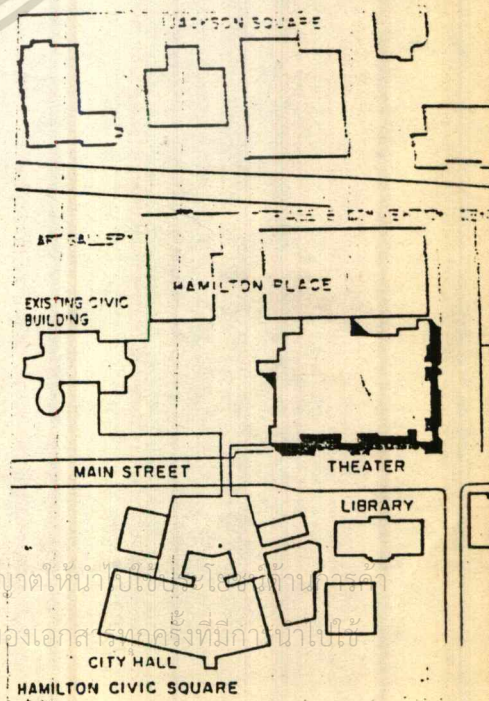 JACKSON SQUARE
ART GALLERY
HAMILTON PLACE
EXISTING CIVIC
BUILDING
MAIN STREET
THEATER
LIBRARY
CITY HALL
HAMILTON CIVIC SQUARE